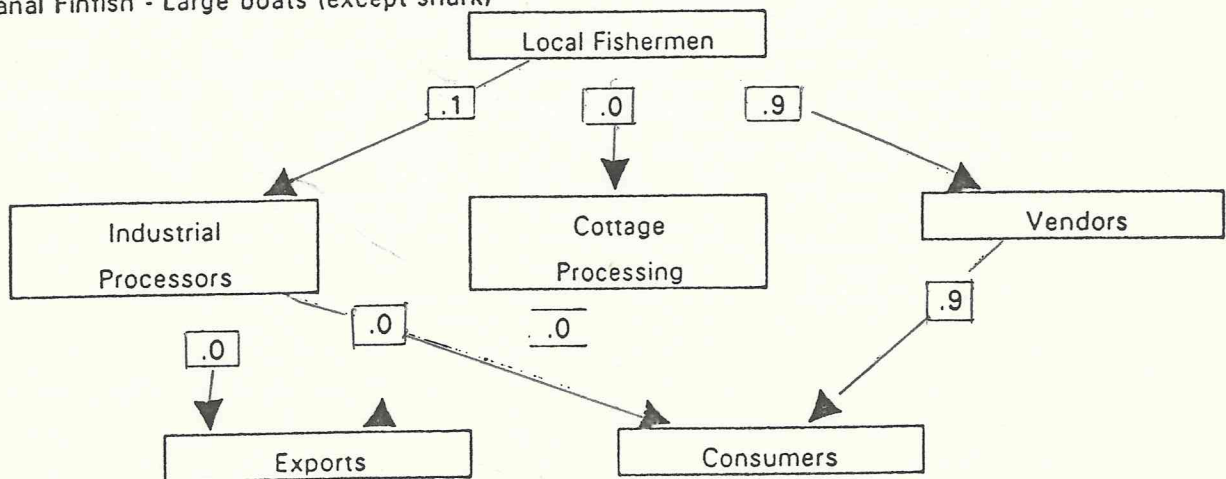 Finfish - Large boats (except shark)
Local Fishermen
.1
.0
.9
Industrial
Processors
Cottage
Processing
Vendors
.0
.0
.0
.9
Exports
Consumers